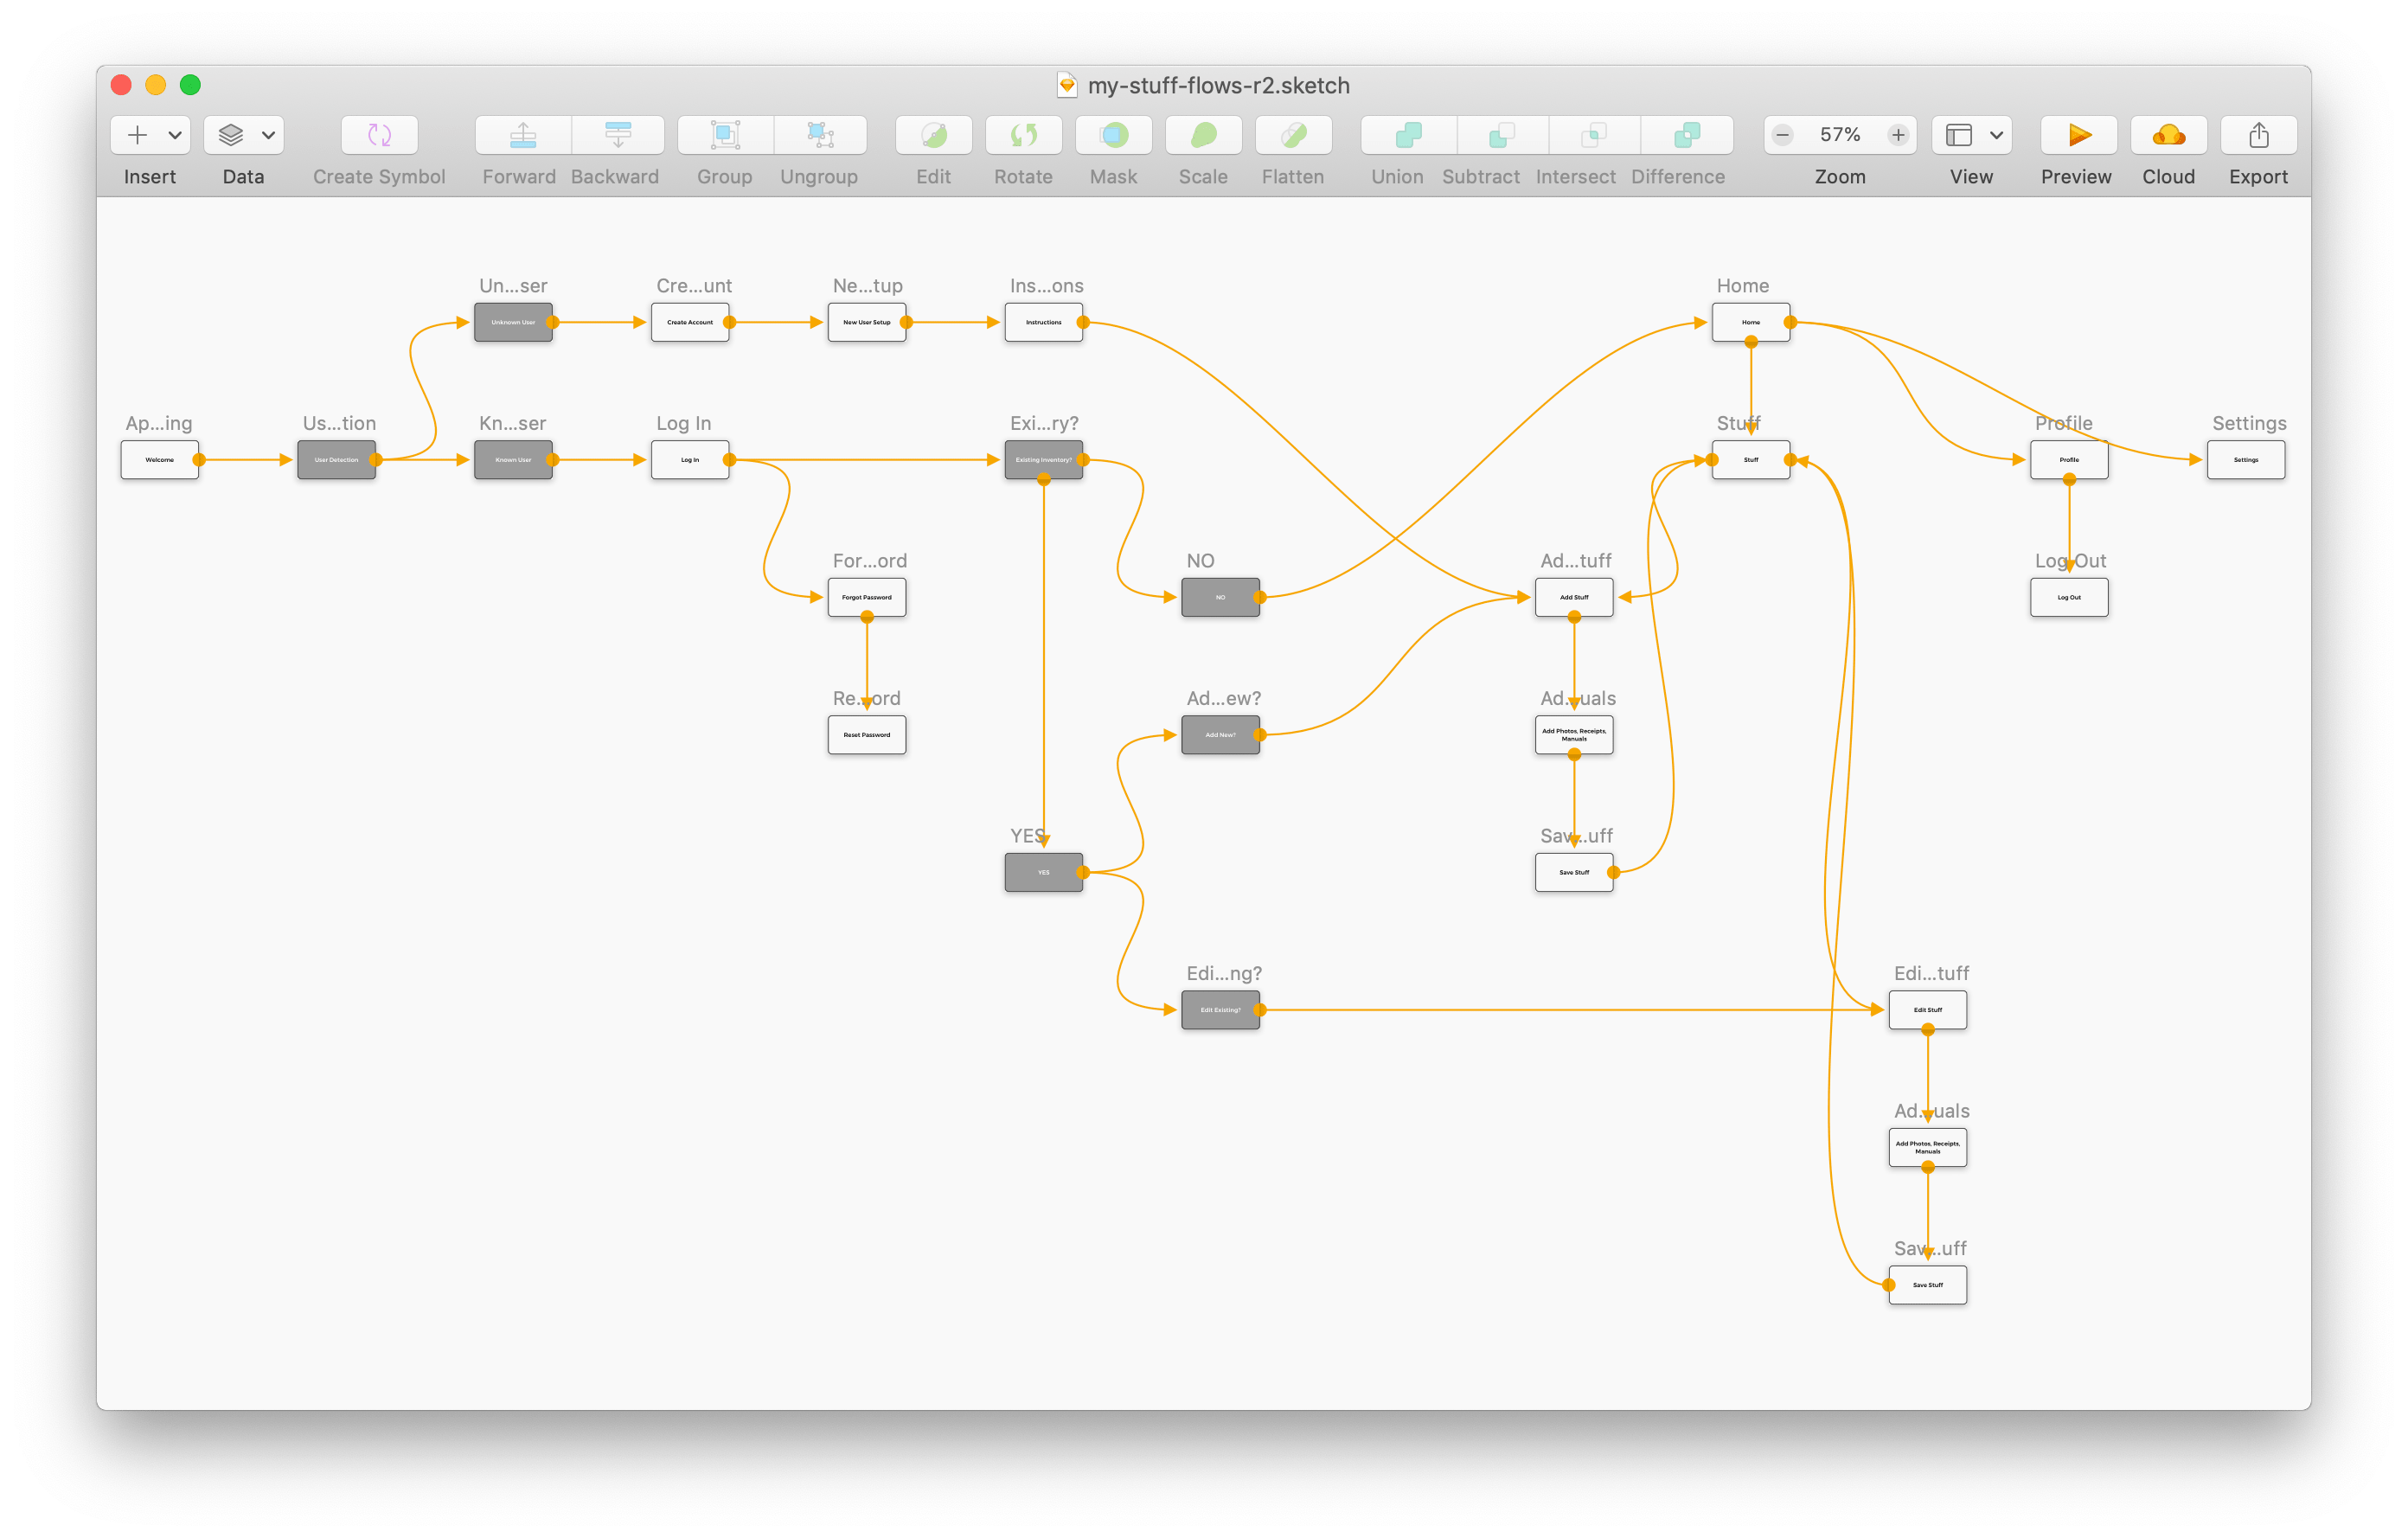 my-stuff-flows-r2.sketch
57%
Insert Data Create Symbol Forward Backward Group Ungroup Edit Rotate Mask Scale Flatten Union Subtract Intersect Difference Zoom View Preview Cloud Export
Un...ser Cre...unt Ne...tup Ins...ons Home
Unknown User Create Account New User Setup Instructions Home
Ap...ing Us...tion Kn...ser Log In Exi...ry? Stuff Profile Settings
Welcome User Detection Known User Log In Existing Inventory? Stuff Profile Settings
For...ord NO Ad...tuff Log Out
Forgot Password NO Add Stuff Log Out
Re...ord Ad...ew? Ad...uals
Reset Password Add New? Add Photos, Receipts,
Manuals
YES Sav...uff
YES Save Stuff
Edi...ng? Edi...tuff
Edit Existing? Edit Stuff
Ad...uals
Add Photos, Receipts,
Manuals
Sav...uff
Save Stuff